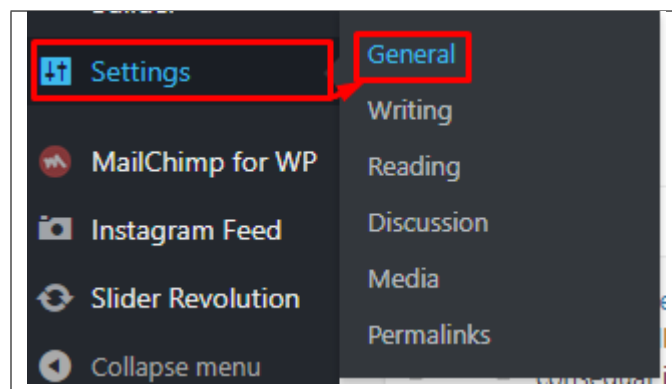 Settings
MailChimp for WP
Instagram Feed
Slider Revolution
Collapse menu
General
Writing
Reading
Discussion
Media
Permalinks